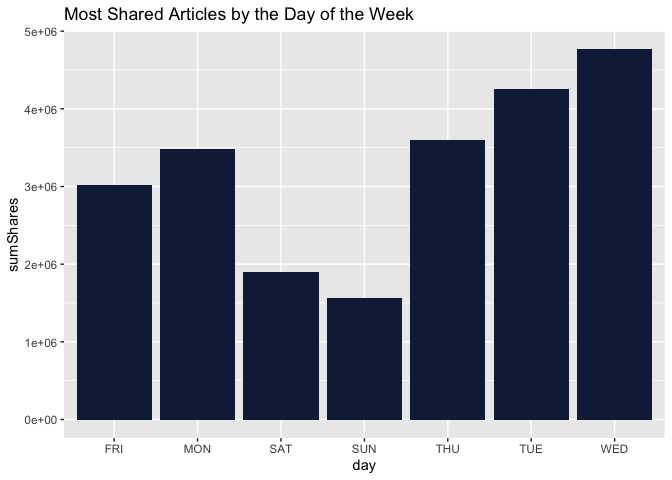 Most Shared Articles by the Day of the Week
5e+06
4e+06
3e+06
2e+06
1e+06
0e+00
sumShares
FRI MON SAT SUN THU TUE WED
day